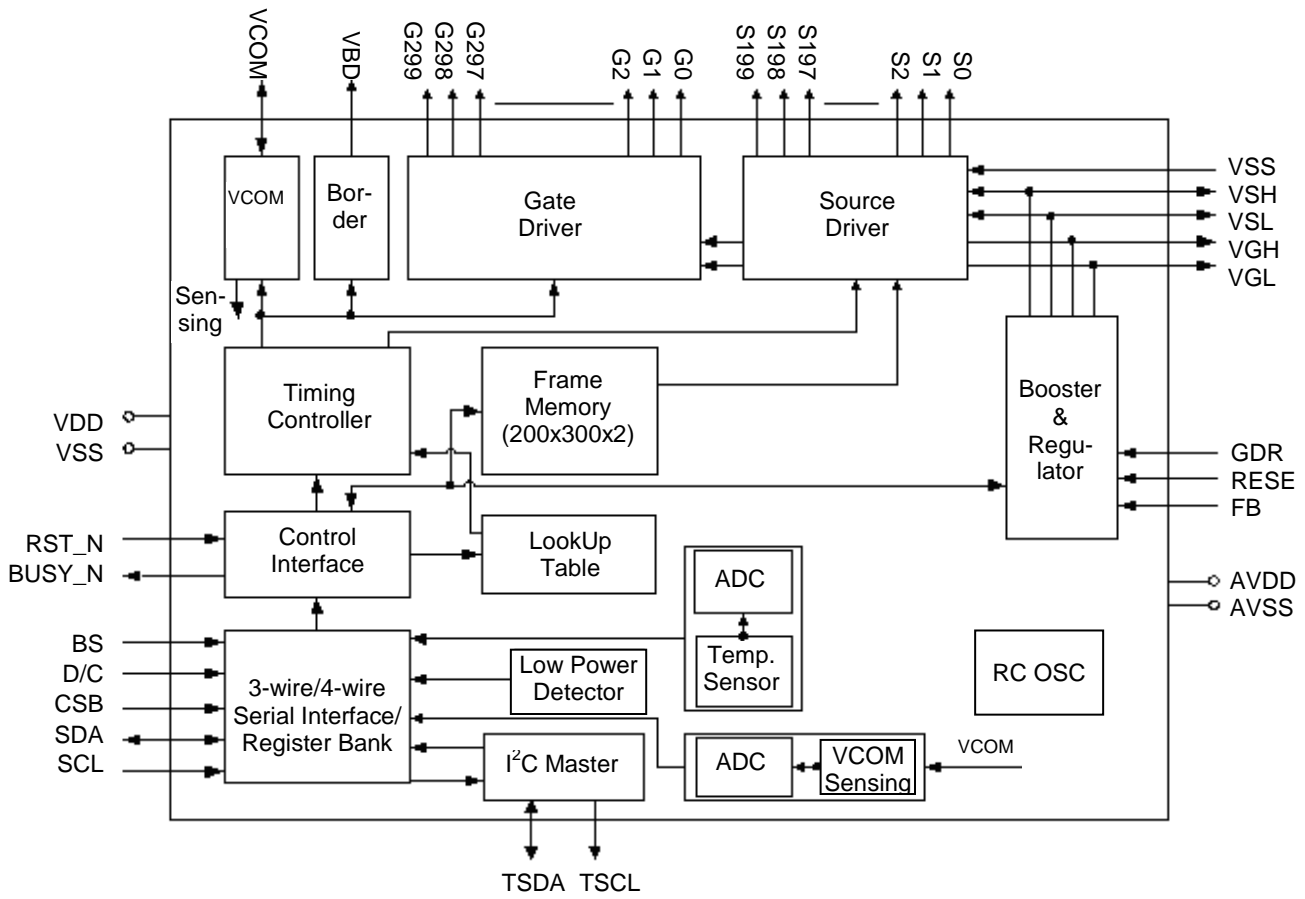 VCOM
VBD
G299
G298
G297
G2
G1
G0
S199
S198
S197
S2
S1
S0
VCOM
Bor-
der
Gate
Driver
Source
Driver
VSS
VSH
VSL
VGH
VGL
Sen-
sing
Timing
Controller
Frame
Memory
(200x300x2)
Booster
&
Regu-
lator
VDD
VSS
GDR
RESE
FB
RST_N
BUSY_N
Control
Interface
LookUp
Table
ADC
Temp.
Sensor
AVDD
AVSS
BS
D/C
CSB
SDA
SCL
3-wire/4-wire
Serial Interface/
Register Bank
Low Power
Detector
RC OSC
I²C Master
ADC
VCOM
Sensing
VCOM
TSDA
TSCL